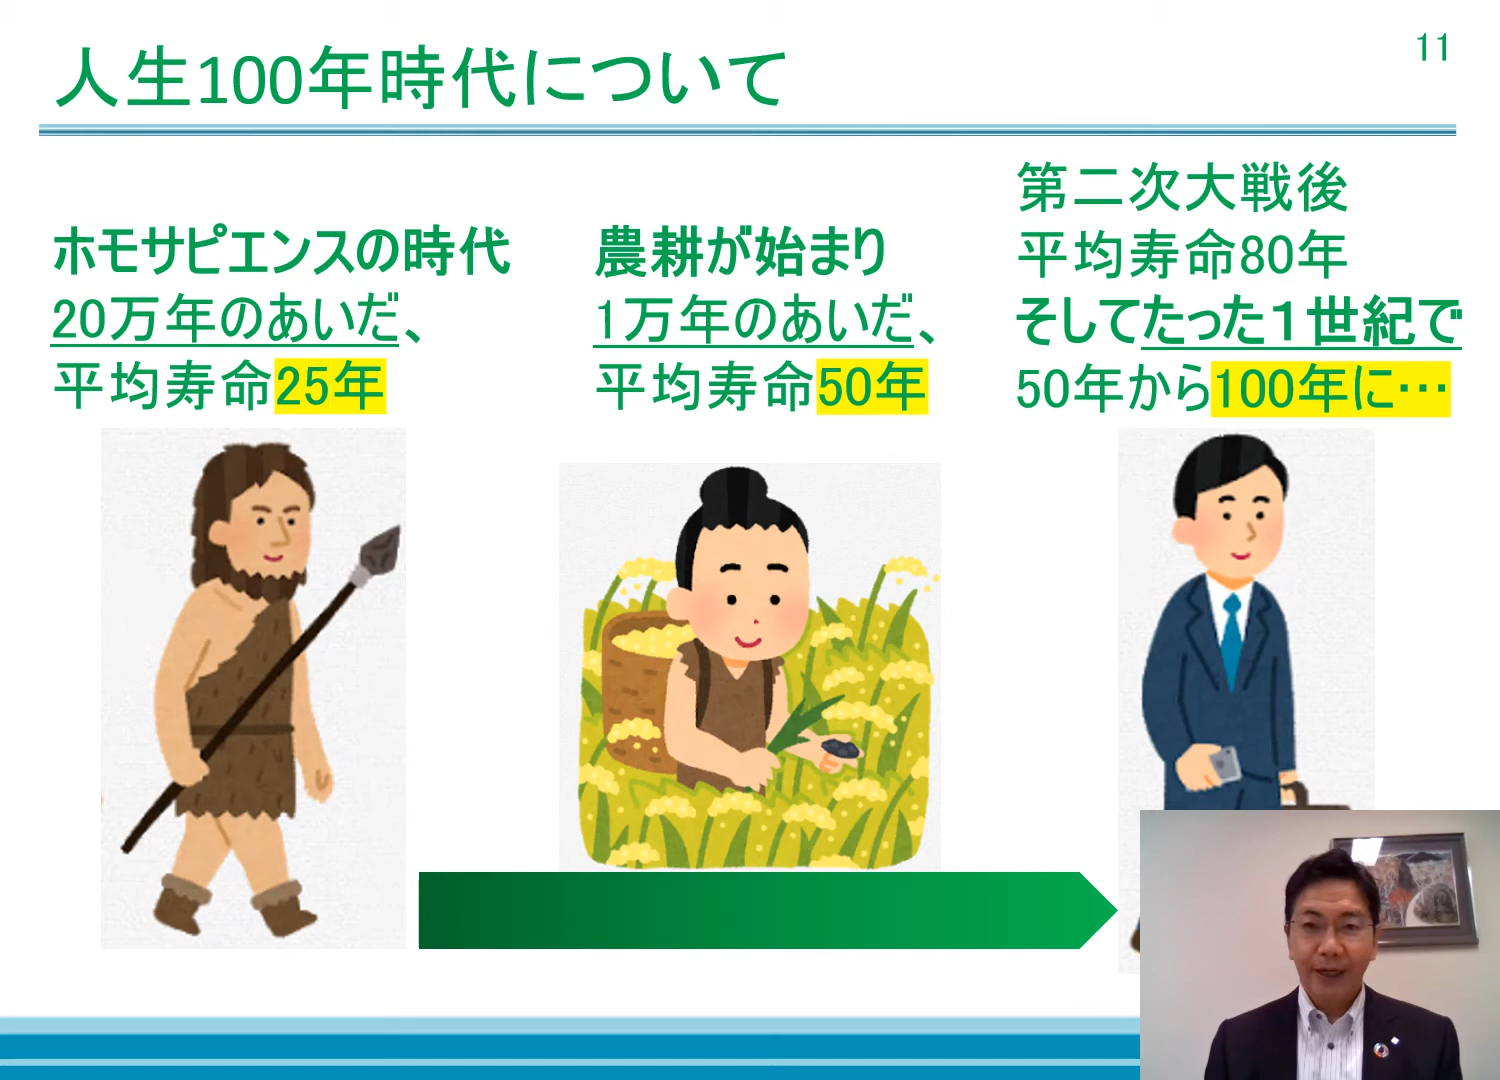 人生100年時代について
11
ホモサピエンスの時代
20万年のあいだ、
平均寿命25年
農耕が始まり
1万年のあいだ、
平均寿命50年
第二次大戦後
平均寿命80年
そしてたった１世紀で
50年から100年に…